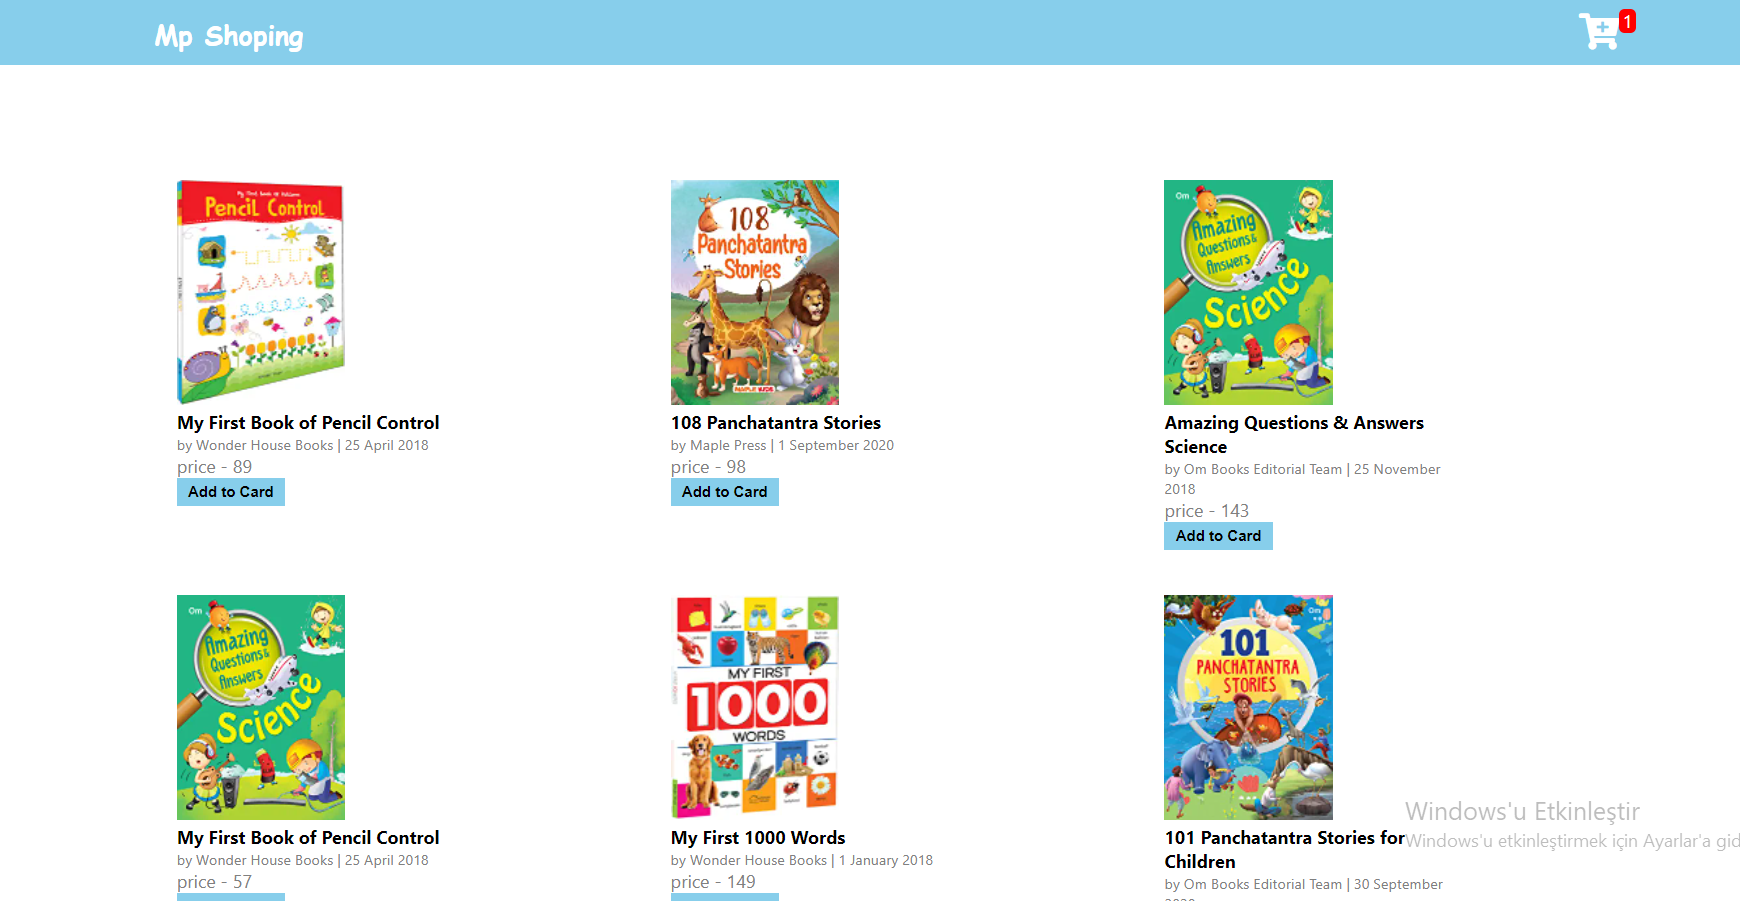 Mp Shoping
1
My First Book of Patterns
Pencil Control
108
Panchatantra
Stories
MAPLE KIDS
Om
Amazing
Questions &
Answers
Science
My First Book of Pencil Control
by Wonder House Books | 25 April 2018
price - 89
Add to Card
108 Panchatantra Stories
by Maple Press | 1 September 2020
price - 98
Add to Card
Amazing Questions & Answers
Science
by Om Books Editorial Team | 25 November
2018
price - 143
Add to Card
Om
Amazing
Questions &
Answers
Science
MY FIRST
1000
WORDS
Om
101
PANCHATANTRA
STORIES
My First Book of Pencil Control
by Wonder House Books | 25 April 2018
price - 57
My First 1000 Words
by Wonder House Books | 1 January 2018
price - 149
101 Panchatantra Stories for
Children
by Om Books Editorial Team | 30 September
Windows'u Etkinleştir
Windows'u etkinleştirmek için Ayarlar'a gid